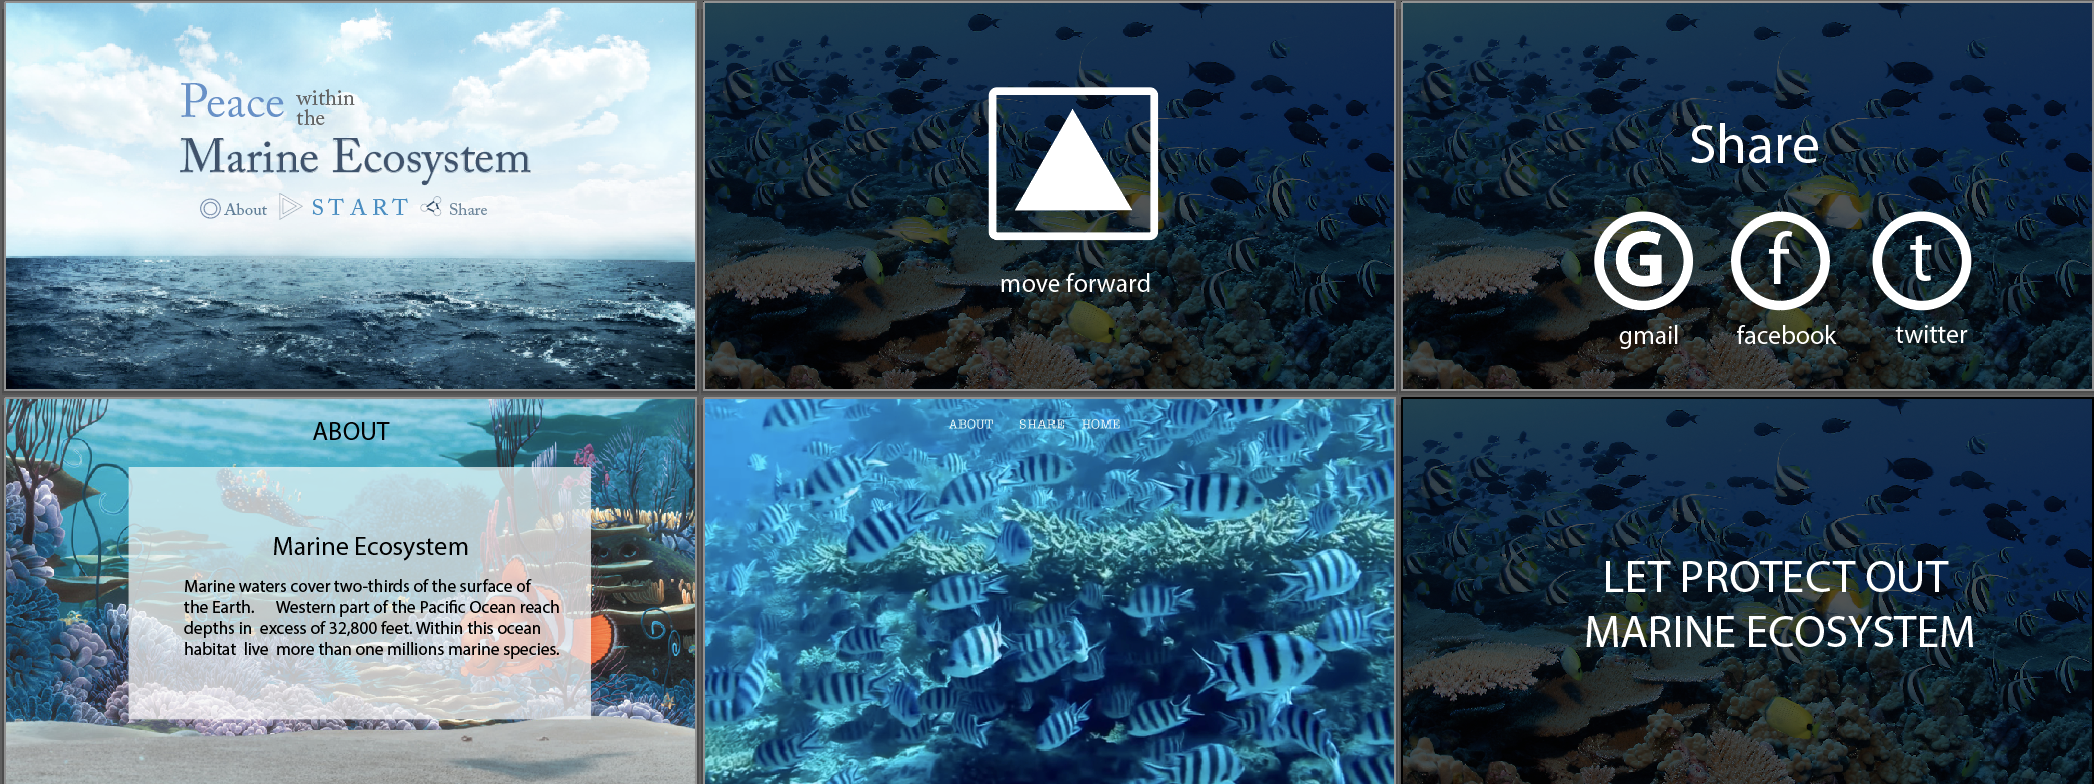 Peace within
the
Marine Ecosystem
About START Share
move forward
Share
G f t
gmail facebook twitter
ABOUT
Marine Ecosystem
Marine waters cover two-thirds of the surface of
the Earth. Western part of the Pacific Ocean reach
depths in excess of 32,800 feet. Within this ocean
habitat live more than one millions marine species.
ABOUT SHARE HOME
LET PROTECT OUT
MARINE ECOSYSTEM